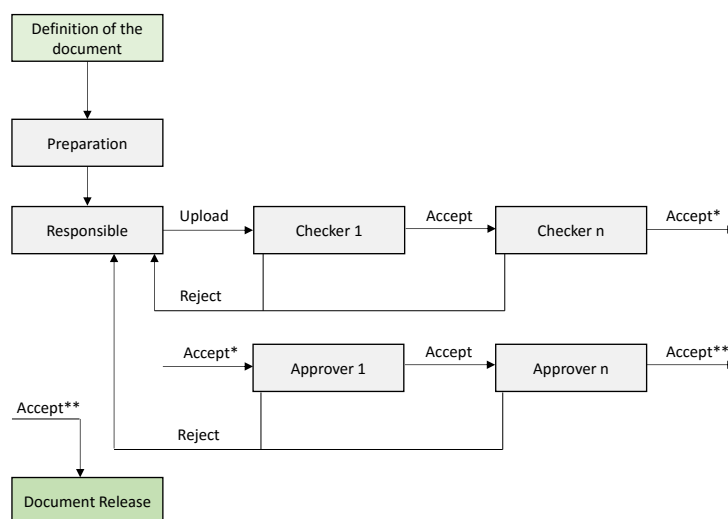 Definition of the
document
Preparation
Responsible
Upload
Checker 1
Accept
Checker n
Accept*
Reject
Accept*
Approver 1
Accept
Approver n
Accept**
Accept**
Reject
Document Release